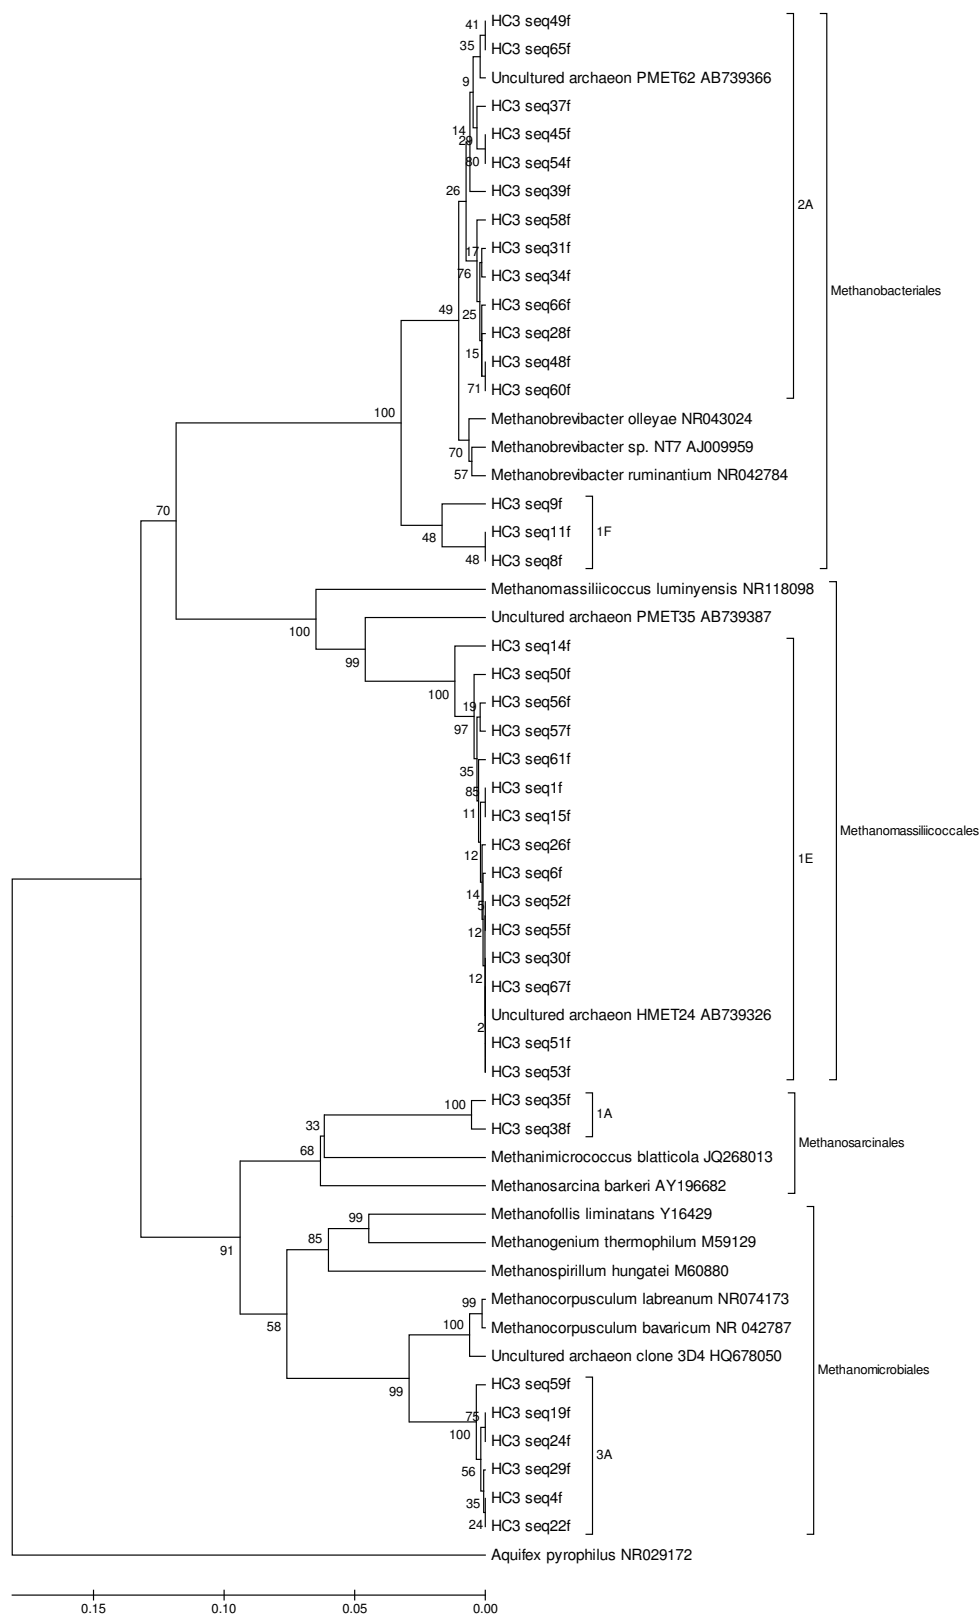 41
HC3 seq49f
35
HC3 seq65f
Uncultured archaeon PMET62 AB739366
9
HC3 seq37f
14
HC3 seq45f
29
80
HC3 seq54f
26
HC3 seq39f
2A
HC3 seq58f
17
HC3 seq31f
76
HC3 seq34f
Methanobacteriales
HC3 seq66f
49
25
HC3 seq28f
15
HC3 seq48f
71
HC3 seq60f
100
Methanobrevibacter olleyae NR043024
Methanobrevibacter sp. NT7 AJ009959
70
57
Methanobrevibacter ruminantium NR042784
HC3 seq9f
70
HC3 seq11f
1F
48
48
HC3 seq8f
Methanomassiliicoccus luminyensis NR118098
Uncultured archaeon PMET35 AB739387
100
HC3 seq14f
99
HC3 seq50f
100
HC3 seq56f
19
97
HC3 seq57f
HC3 seq61f
35
HC3 seq1f
85
HC3 seq15f
11
Methanomassiliicoccales
HC3 seq26f
12
1E
HC3 seq6f
14
HC3 seq52f
5
HC3 seq55f
12
HC3 seq30f
12
HC3 seq67f
Uncultured archaeon HMET24 AB739326
2
HC3 seq51f
HC3 seq53f
HC3 seq35f
100
1A
33
HC3 seq38f
Methanosarcinales
68
Methanimicrococcus blatticola JQ268013
Methanosarcina barkeri AY196682
Methanofollis liminatans Y16429
99
85
Methanogenium thermophilum M59129
91
Methanospirillum hungatei M60880
Methanocorpusculum labreanum NR074173
99
100
58
Methanocorpusculum bavaricum NR 042787
Uncultured archaeon clone 3D4 HQ678050
Methanomicrobiales
99
HC3 seq59f
HC3 seq19f
75
100
HC3 seq24f
3A
56
HC3 seq29f
HC3 seq4f
35
24
HC3 seq22f
Aquifex pyrophilus NR029172
0.15 0.10 0.05 0.00